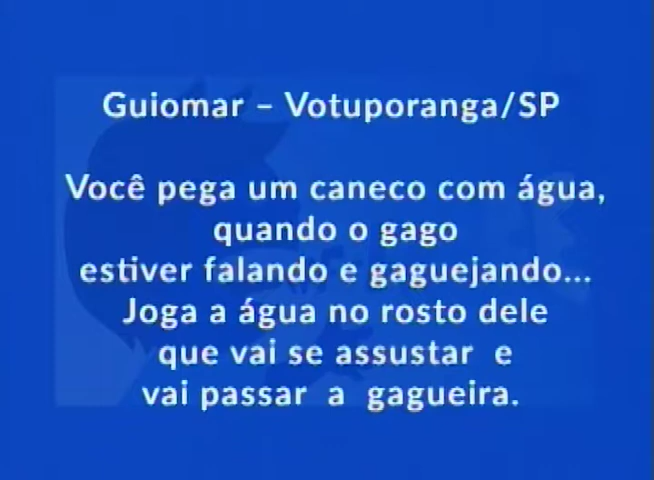 Guiomar – Votuporanga/SP
Você pega um caneco com água,
quando o gago
estiver falando e gaguejando...
Joga a água no rosto dele
que vai se assustar e
vai passar a gagueira.